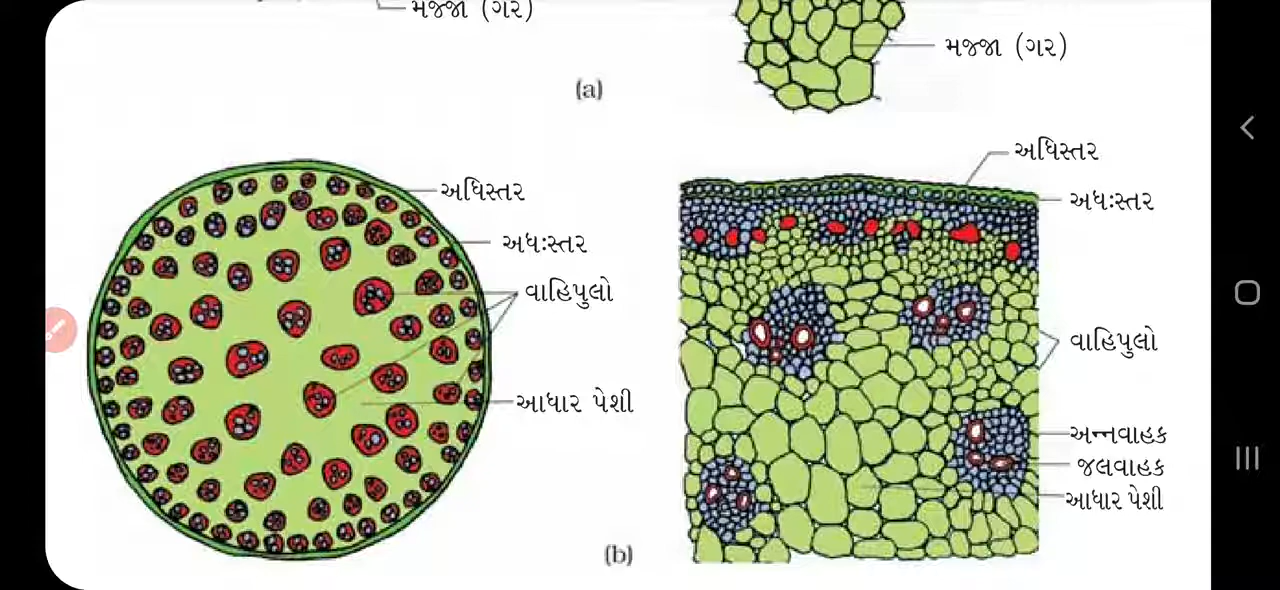 મજ્જા (ગર)
મજ્જા (ગર)
(a)
અધિસ્તર
અધઃસ્તર
વાહિપુલો
આધાર પેશી
અધિસ્તર
અધઃસ્તર
વાહિપુલો
અન્નવાહક
જલવાહક
આધાર પેશી
(b)